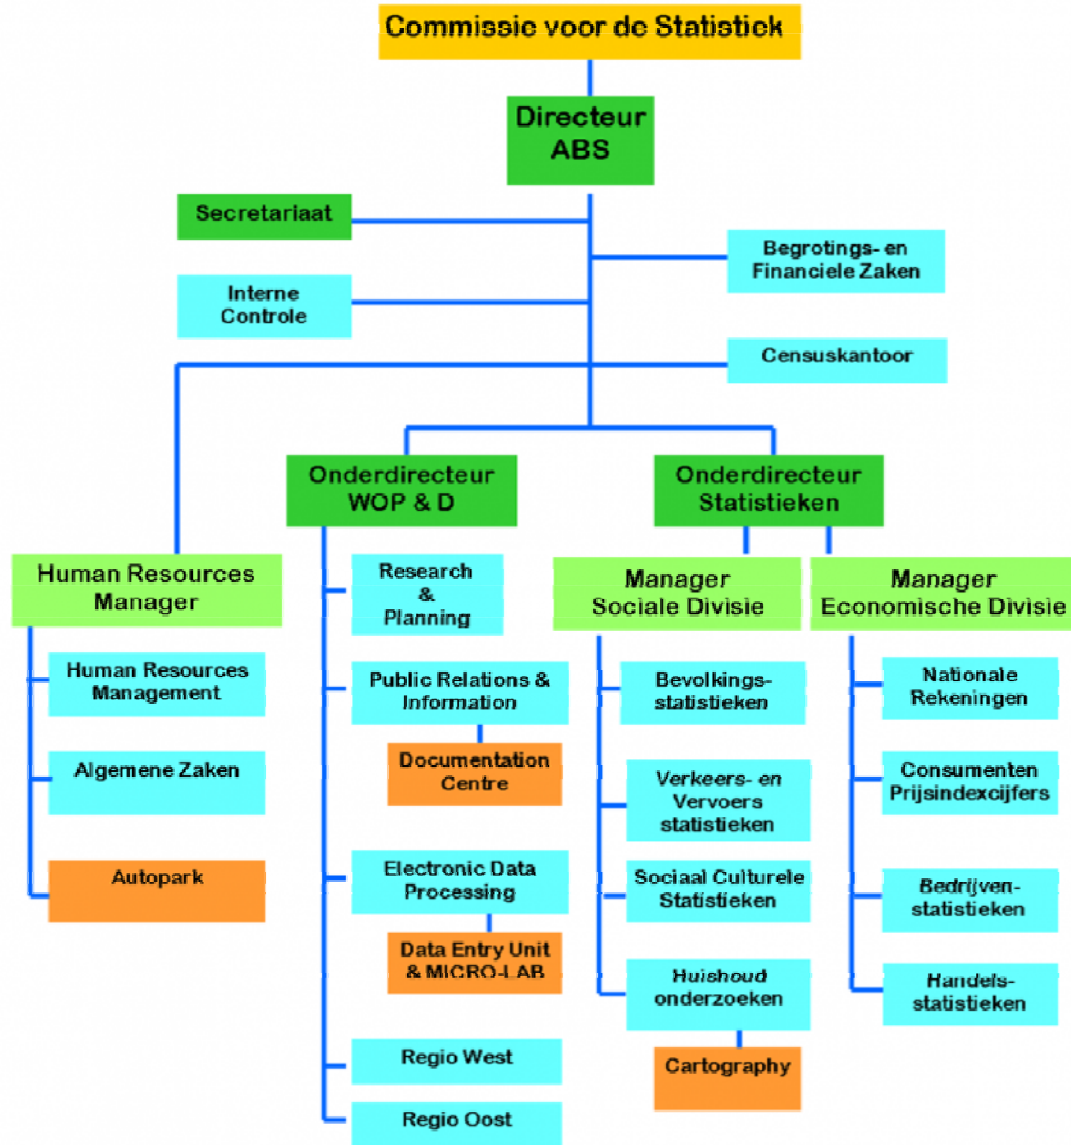 Commissie voor de Statistiek
Directeur
ABS
Secretariaat
Begrotings- en
Financiele Zaken
Interne
Controle
Censuskantoor
Onderdirecteur
WOP & D
Onderdirecteur
Statistieken
Human Resources
Manager
Human Resources
Management
Algemene Zaken
Autopark
Research
&
Planning
Public Relations &
Information
Documentation
Centre
Electronic Data
Processing
Data Entry Unit
& MICRO-LAB
Regio West
Regio Oost
Manager
Sociale Divisie
Bevolkings-
statistieken
Verkeers- en
Vervoers
statistieken
Sociaal Culturele
Statistieken
Huishoud
onderzoeken
Cartography
Manager
Economische Divisie
Nationale
Rekeningen
Consumenten
Prijsindexcijfers
Bedrijven-
statistieken
Handels-
statistieken